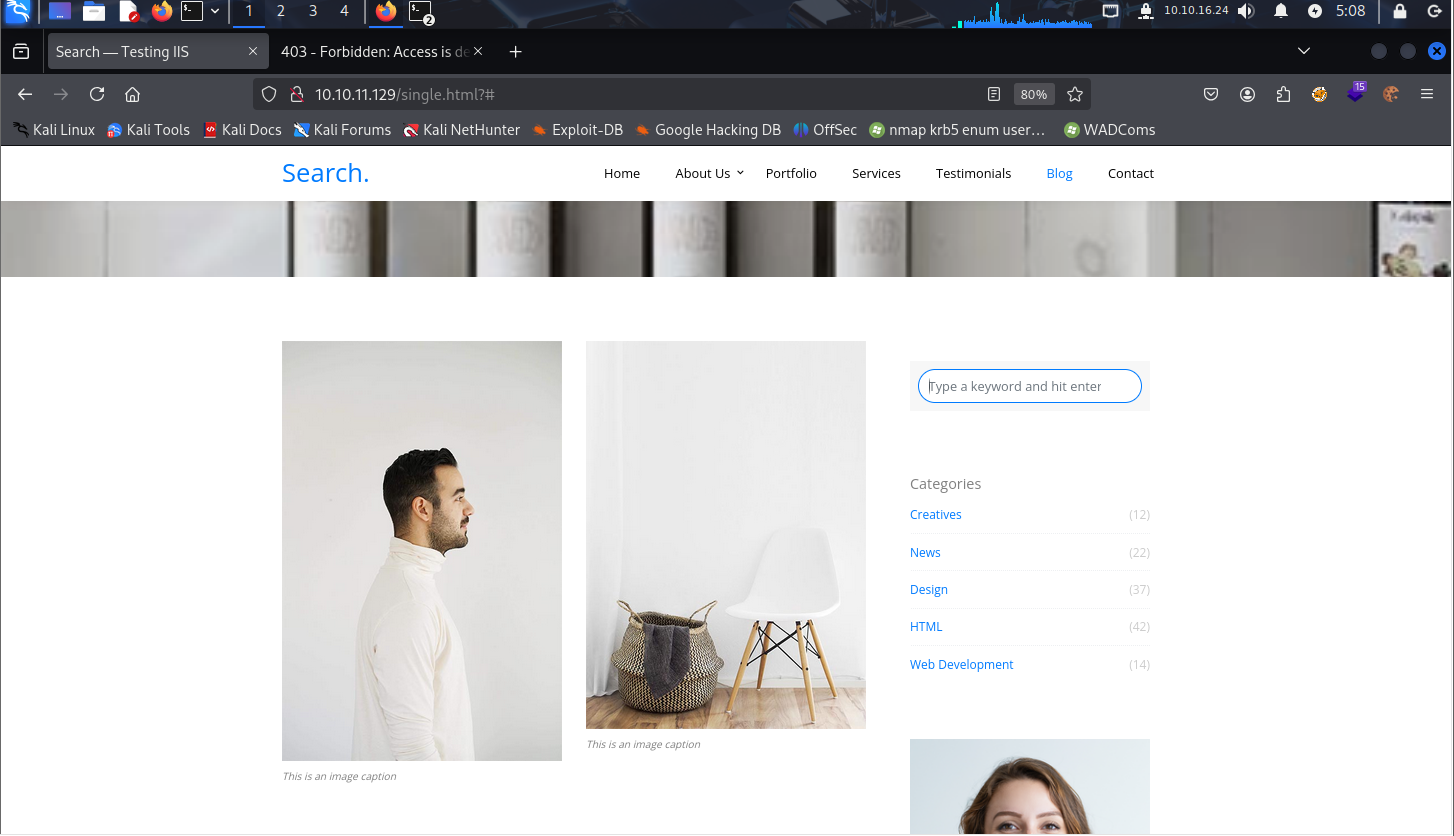 1 2 3 4 2 10.10.16.24 5:08
Search — Testing IIS 403 - Forbidden: Access is de
10.10.11.129/single.html?# 80% 15
Kali Linux Kali Tools Kali Docs Kali Forums Kali NetHunter Exploit-DB Google Hacking DB OffSec nmap krb5 enum user… WADComs
Search. Home About Us Portfolio Services Testimonials Blog Contact
Type a keyword and hit enter
Categories
Creatives (12)
News (22)
Design (37)
HTML (42)
Web Development (14)
This is an image caption
This is an image caption